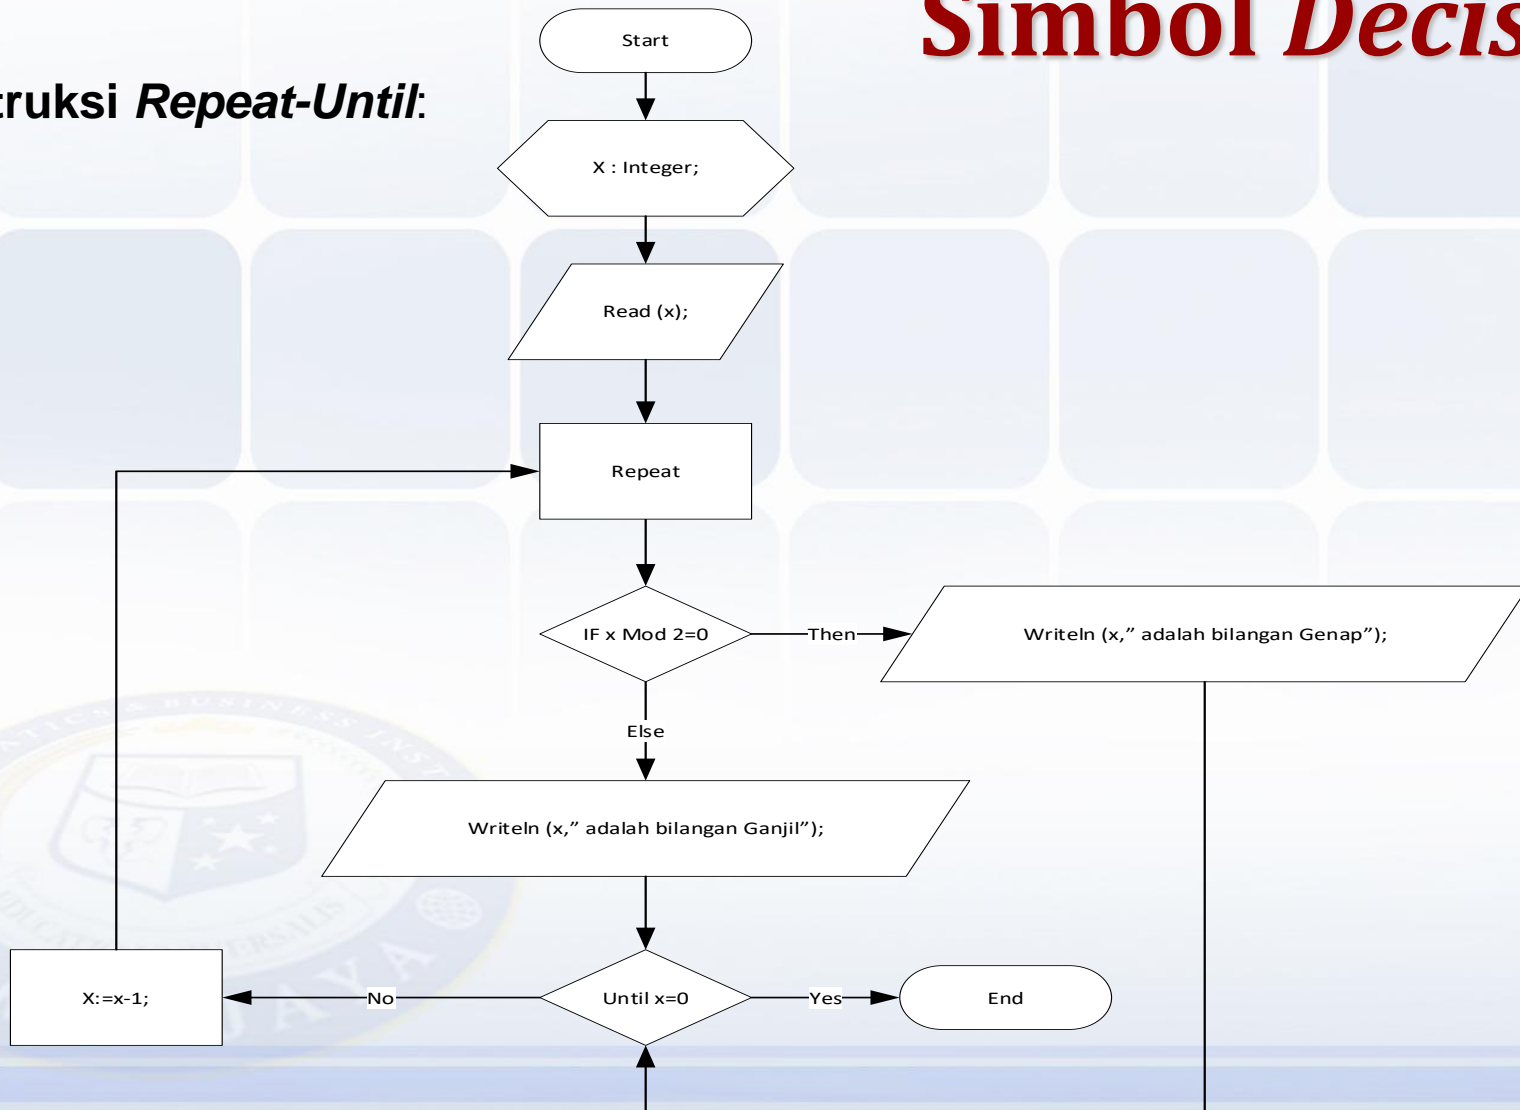 Simbol Decis
truksi Repeat-Until:
Start
X : Integer;
Read (x);
Repeat
IF x Mod 2=0
Then
Writeln (x,” adalah bilangan Genap”);
Else
Writeln (x,” adalah bilangan Ganjil”);
X:=x-1;
No
Until x=0
Yes
End